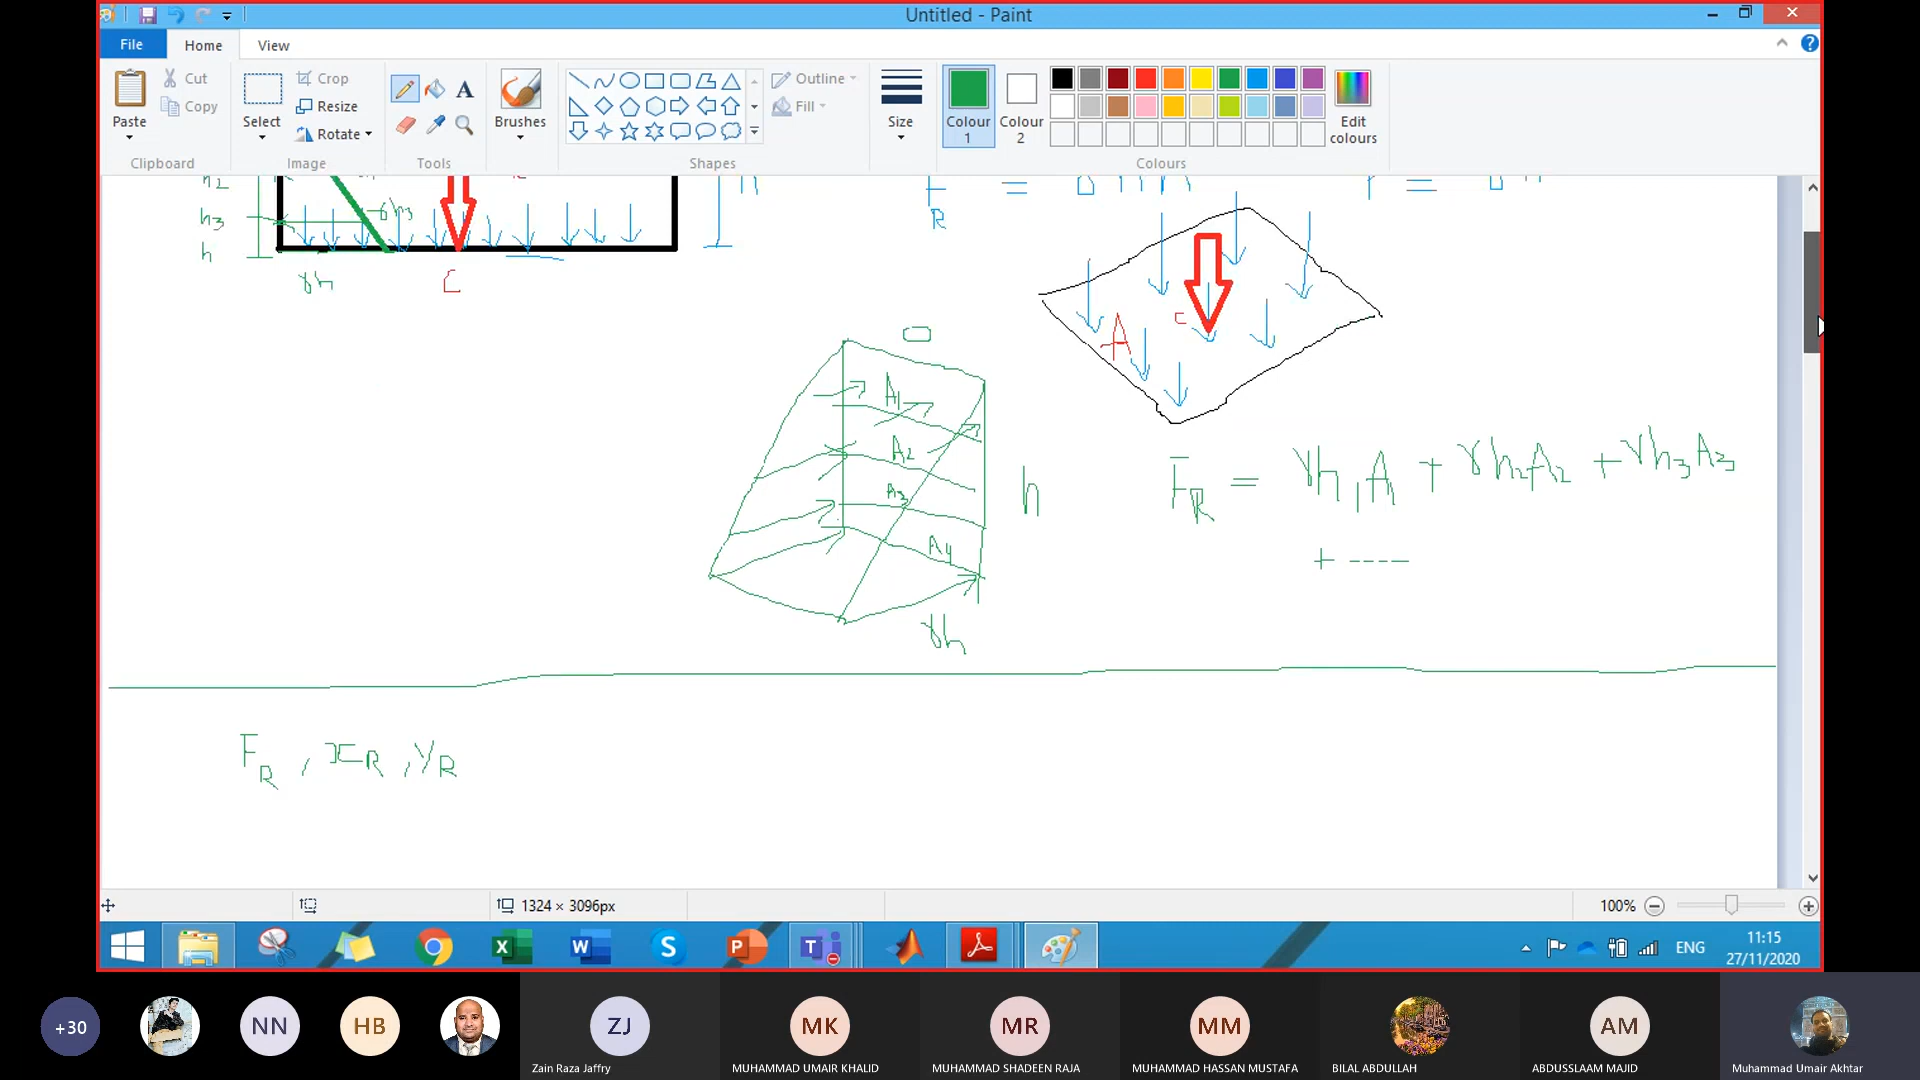 Untitled - Paint
File Home View
Paste
Cut
Copy
Clipboard
Select
Crop
Resize
Rotate
Image
A
Tools
Brushes
Shapes
Outline
Fill
Size
Colour 1
Colour 2
Edit colours
Colours
h3
γh3
h
γh
C
R
C
A
0
A1
A2
A3
A4
h
γh
FR = γh1A + γh2A2 + γh3A3
+ ----
FR , xR , yR
1324 × 3096px
100%
ENG
11:15
27/11/2020
+30
NN
HB
ZJ
Zain Raza Jaffry
MK
MUHAMMAD UMAIR KHALID
MR
MUHAMMAD SHADEEN RAJA
MM
MUHAMMAD HASSAN MUSTAFA
BILAL ABDULLAH
AM
ABDUSSLAAM MAJID
Muhammad Umair Akhtar